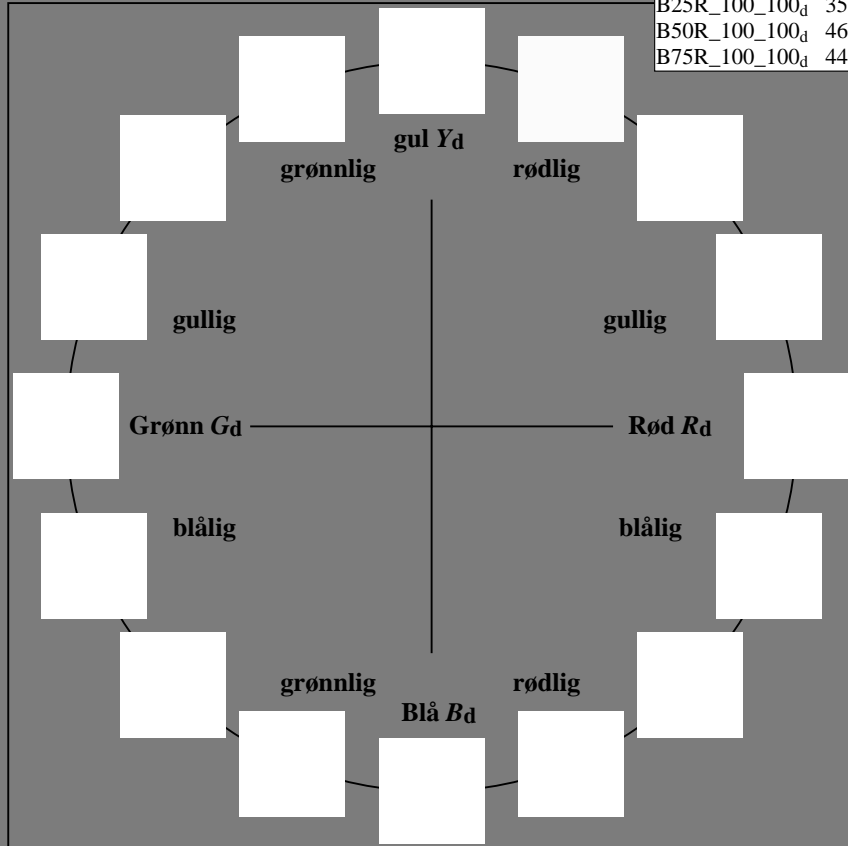 B25R_100_100d 35
B50R_100_100d 46
B75R_100_100d 44
gul Yd
grønnlig rødlig
gullig gullig
Grønn Gd Rød Rd
blålig blålig
grønnlig rødlig
Blå Bd